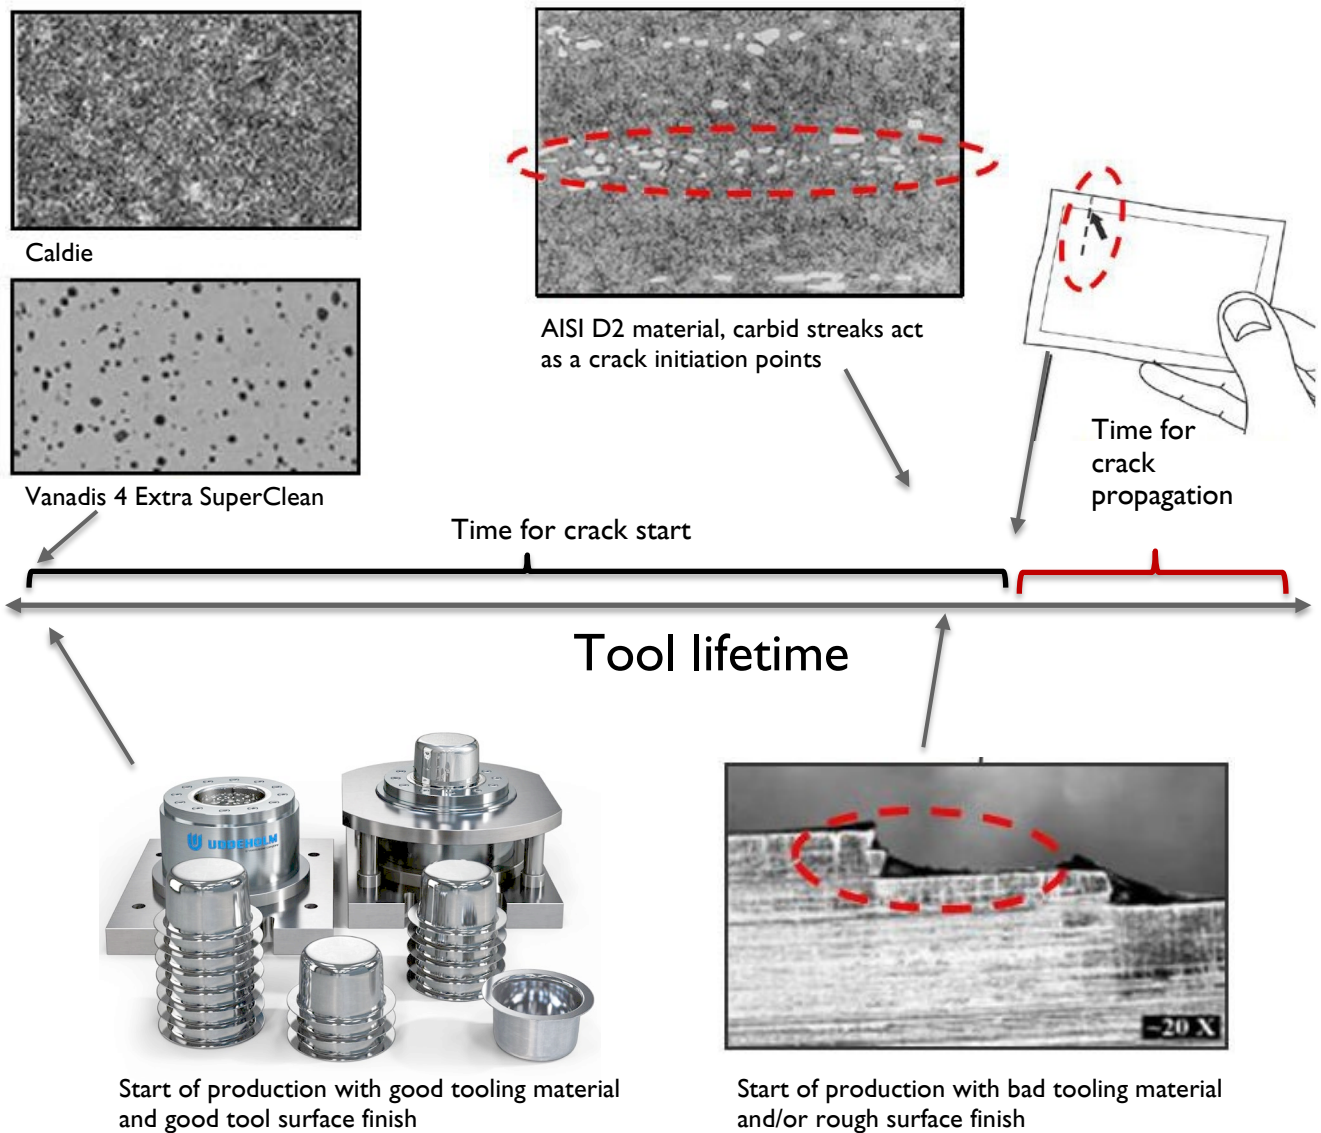 Caldie
Vanadis 4 Extra SuperClean
AISI D2 material, carbid streaks act
as a crack initiation points
Time for
crack
propagation
Time for crack start
Tool lifetime
UDDEHOLM
Start of production with good tooling material
and good tool surface finish
~20 X
Start of production with bad tooling material
and/or rough surface finish